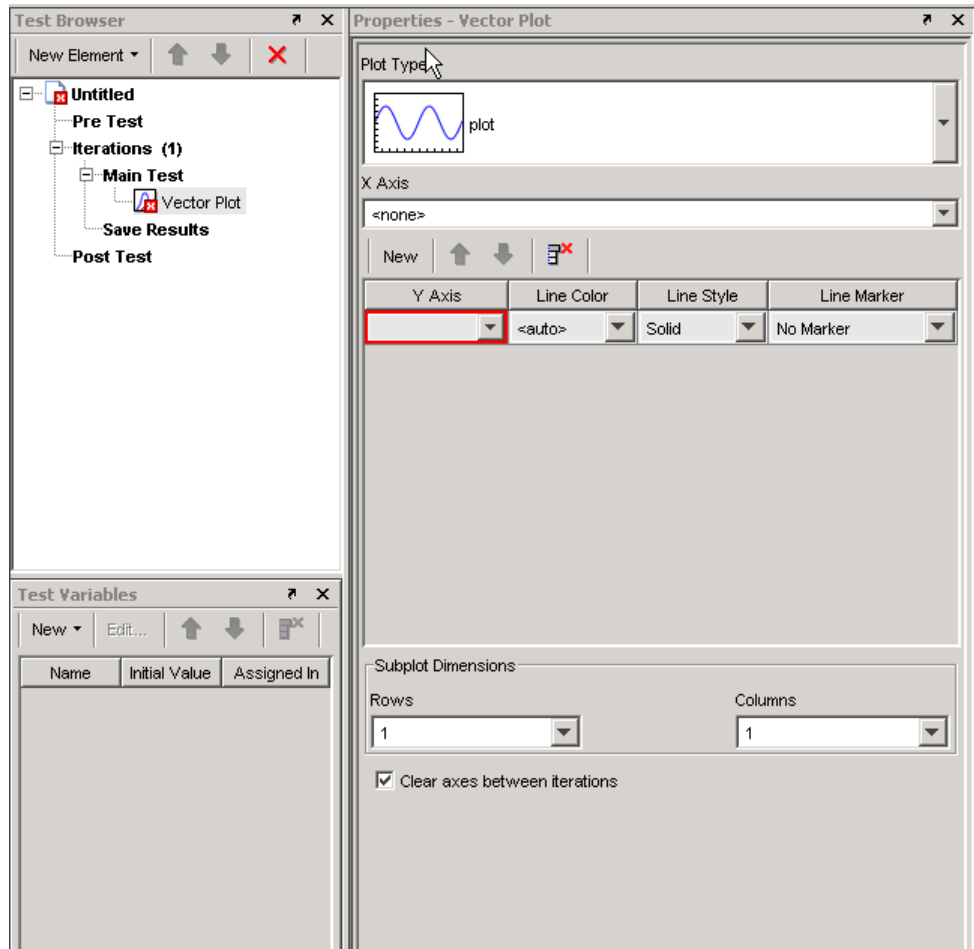 Test Browser
New Element
Untitled
Pre Test
Iterations (1)
Main Test
Vector Plot
Save Results
Post Test
Test Variables
New
Edit...
Name Initial Value Assigned In
Properties - Vector Plot
Plot Type
plot
X Axis
<none>
New
Y Axis Line Color Line Style Line Marker
<auto> Solid No Marker
Subplot Dimensions
Rows Columns
1 1
Clear axes between iterations